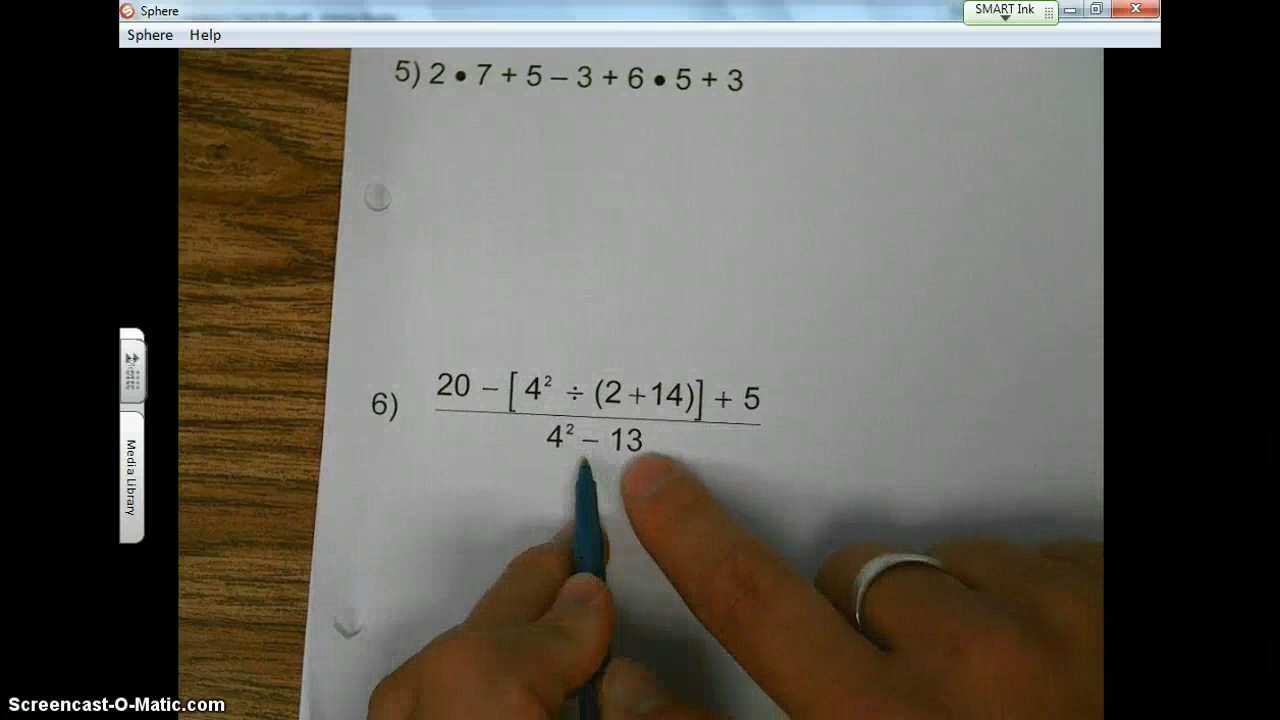 Sphere
SMART Ink
Sphere Help
5) 2 • 7 + 5 – 3 + 6 • 5 + 3
6) 20 – [ 4² ÷ (2 + 14)] + 5
4² – 13
Media Library
Screencast-O-Matic.com